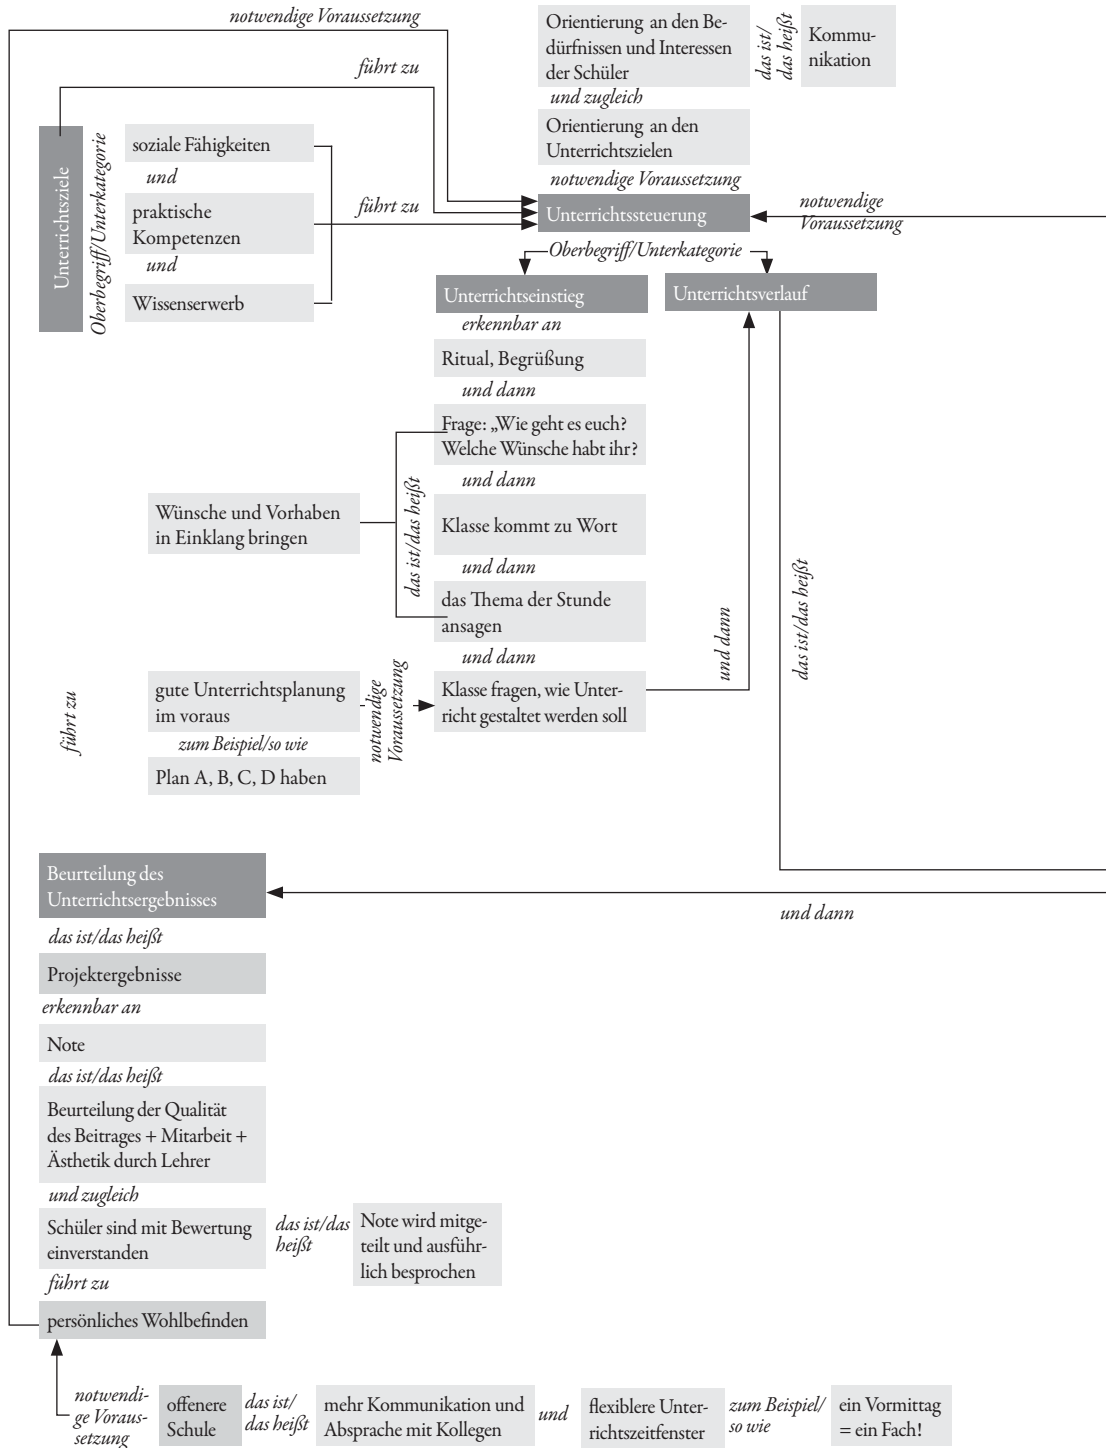 notwendige Voraussetzung
Orientierung an den Be-
dürfnissen und Interessen
der Schüler
das ist/
das heißt
Kommu-
nikation
und zugleich
führt zu
Orientierung an den
Unterrichtszielen
notwendige Voraussetzung
Unterrichtsziele
Oberbegriff/Unterkategorie
soziale Fähigkeiten
und
praktische
Kompetenzen
und
Wissenserwerb
führt zu
Unterrichtssteuerung
notwendige
Voraussetzung
Oberbegriff/Unterkategorie
Unterrichtseinstieg
Unterrichtsverlauf
erkennbar an
Ritual, Begrüßung
und dann
Frage: „Wie geht es euch?
Welche Wünsche habt ihr?
und dann
Wünsche und Vorhaben
in Einklang bringen
das ist/das heißt
Klasse kommt zu Wort
und dann
das Thema der Stunde
ansagen
und dann
das ist/das heißt
und dann
führt zu
gute Unterrichtsplanung
im voraus
notwendige
Voraussetzung
Klasse fragen, wie Unter-
richt gestaltet werden soll
zum Beispiel/so wie
Plan A, B, C, D haben
Beurteilung des
Unterrichtsergebnisses
und dann
das ist/das heißt
Projektergebnisse
erkennbar an
Note
das ist/das heißt
Beurteilung der Qualität
des Beitrages + Mitarbeit +
Ästhetik durch Lehrer
und zugleich
Schüler sind mit Bewertung
einverstanden
das ist/das
heißt
Note wird mitge-
teilt und ausführ-
lich besprochen
führt zu
persönliches Wohlbefinden
notwendi-
ge Voraus-
setzung
offenere
Schule
das ist/
das heißt
mehr Kommunikation und
Absprache mit Kollegen
und
flexiblere Unter-
richtszeitfenster
zum Beispiel/
so wie
ein Vormittag
= ein Fach!